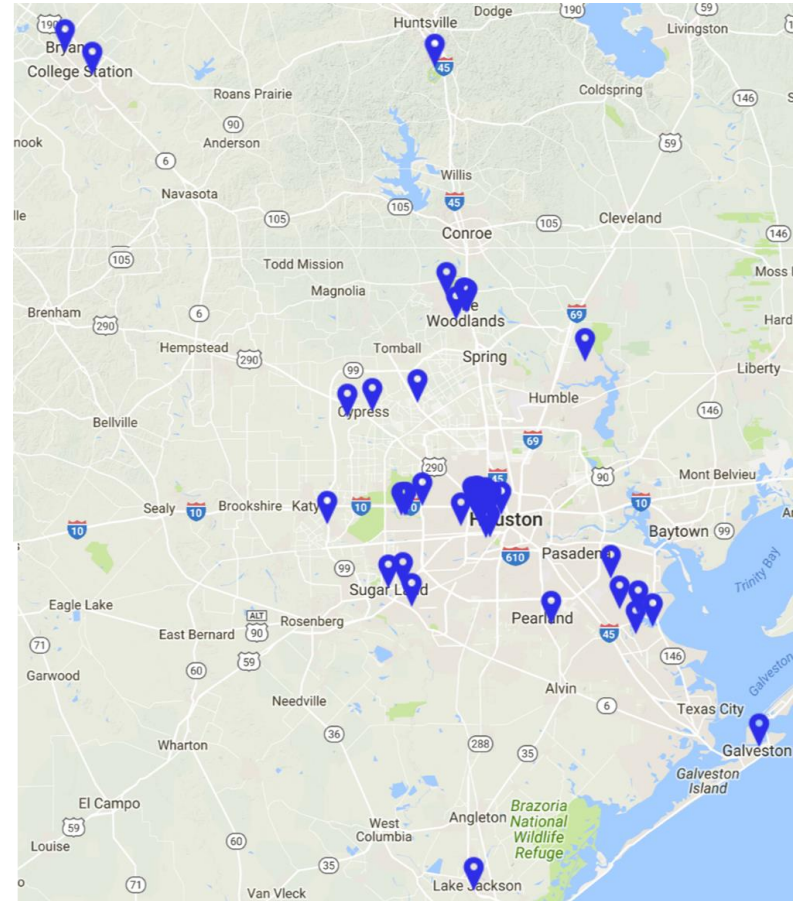 Dodge
190
59
190
Huntsville
Livingston
Bryan
45
College Station
Coldspring
Roans Prairie
146
90
nook
Anderson
59
6
Willis
Navasota
45
105
lle
105
Cleveland
105
Conroe
146
105
Todd Mission
Moss
Magnolia
Brenham
6
69
290
Woodlands
Hard
Hempstead
Tomball
Spring
290
99
Liberty
Humble
146
Cypress
Bellville
69
290
45
90
Mont Belvieu
Sealy
Brookshire
Katy
10
10
10
Houston
10
Baytown
99
Pasadena
610
Trinity Bay
99
Sugar Land
Eagle Lake
ALT
90
Rosenberg
Pearland
East Bernard
45
71
59
146
Garwood
60
Galveston
Alvin
Needville
6
Texas City
36
Wharton
288
35
Galveston
Galveston
Island
El Campo
59
Brazoria
National
Wildlife
Refuge
West
Columbia
Angleton
60
Louise
35
71
Lake Jackson
Van Vleck